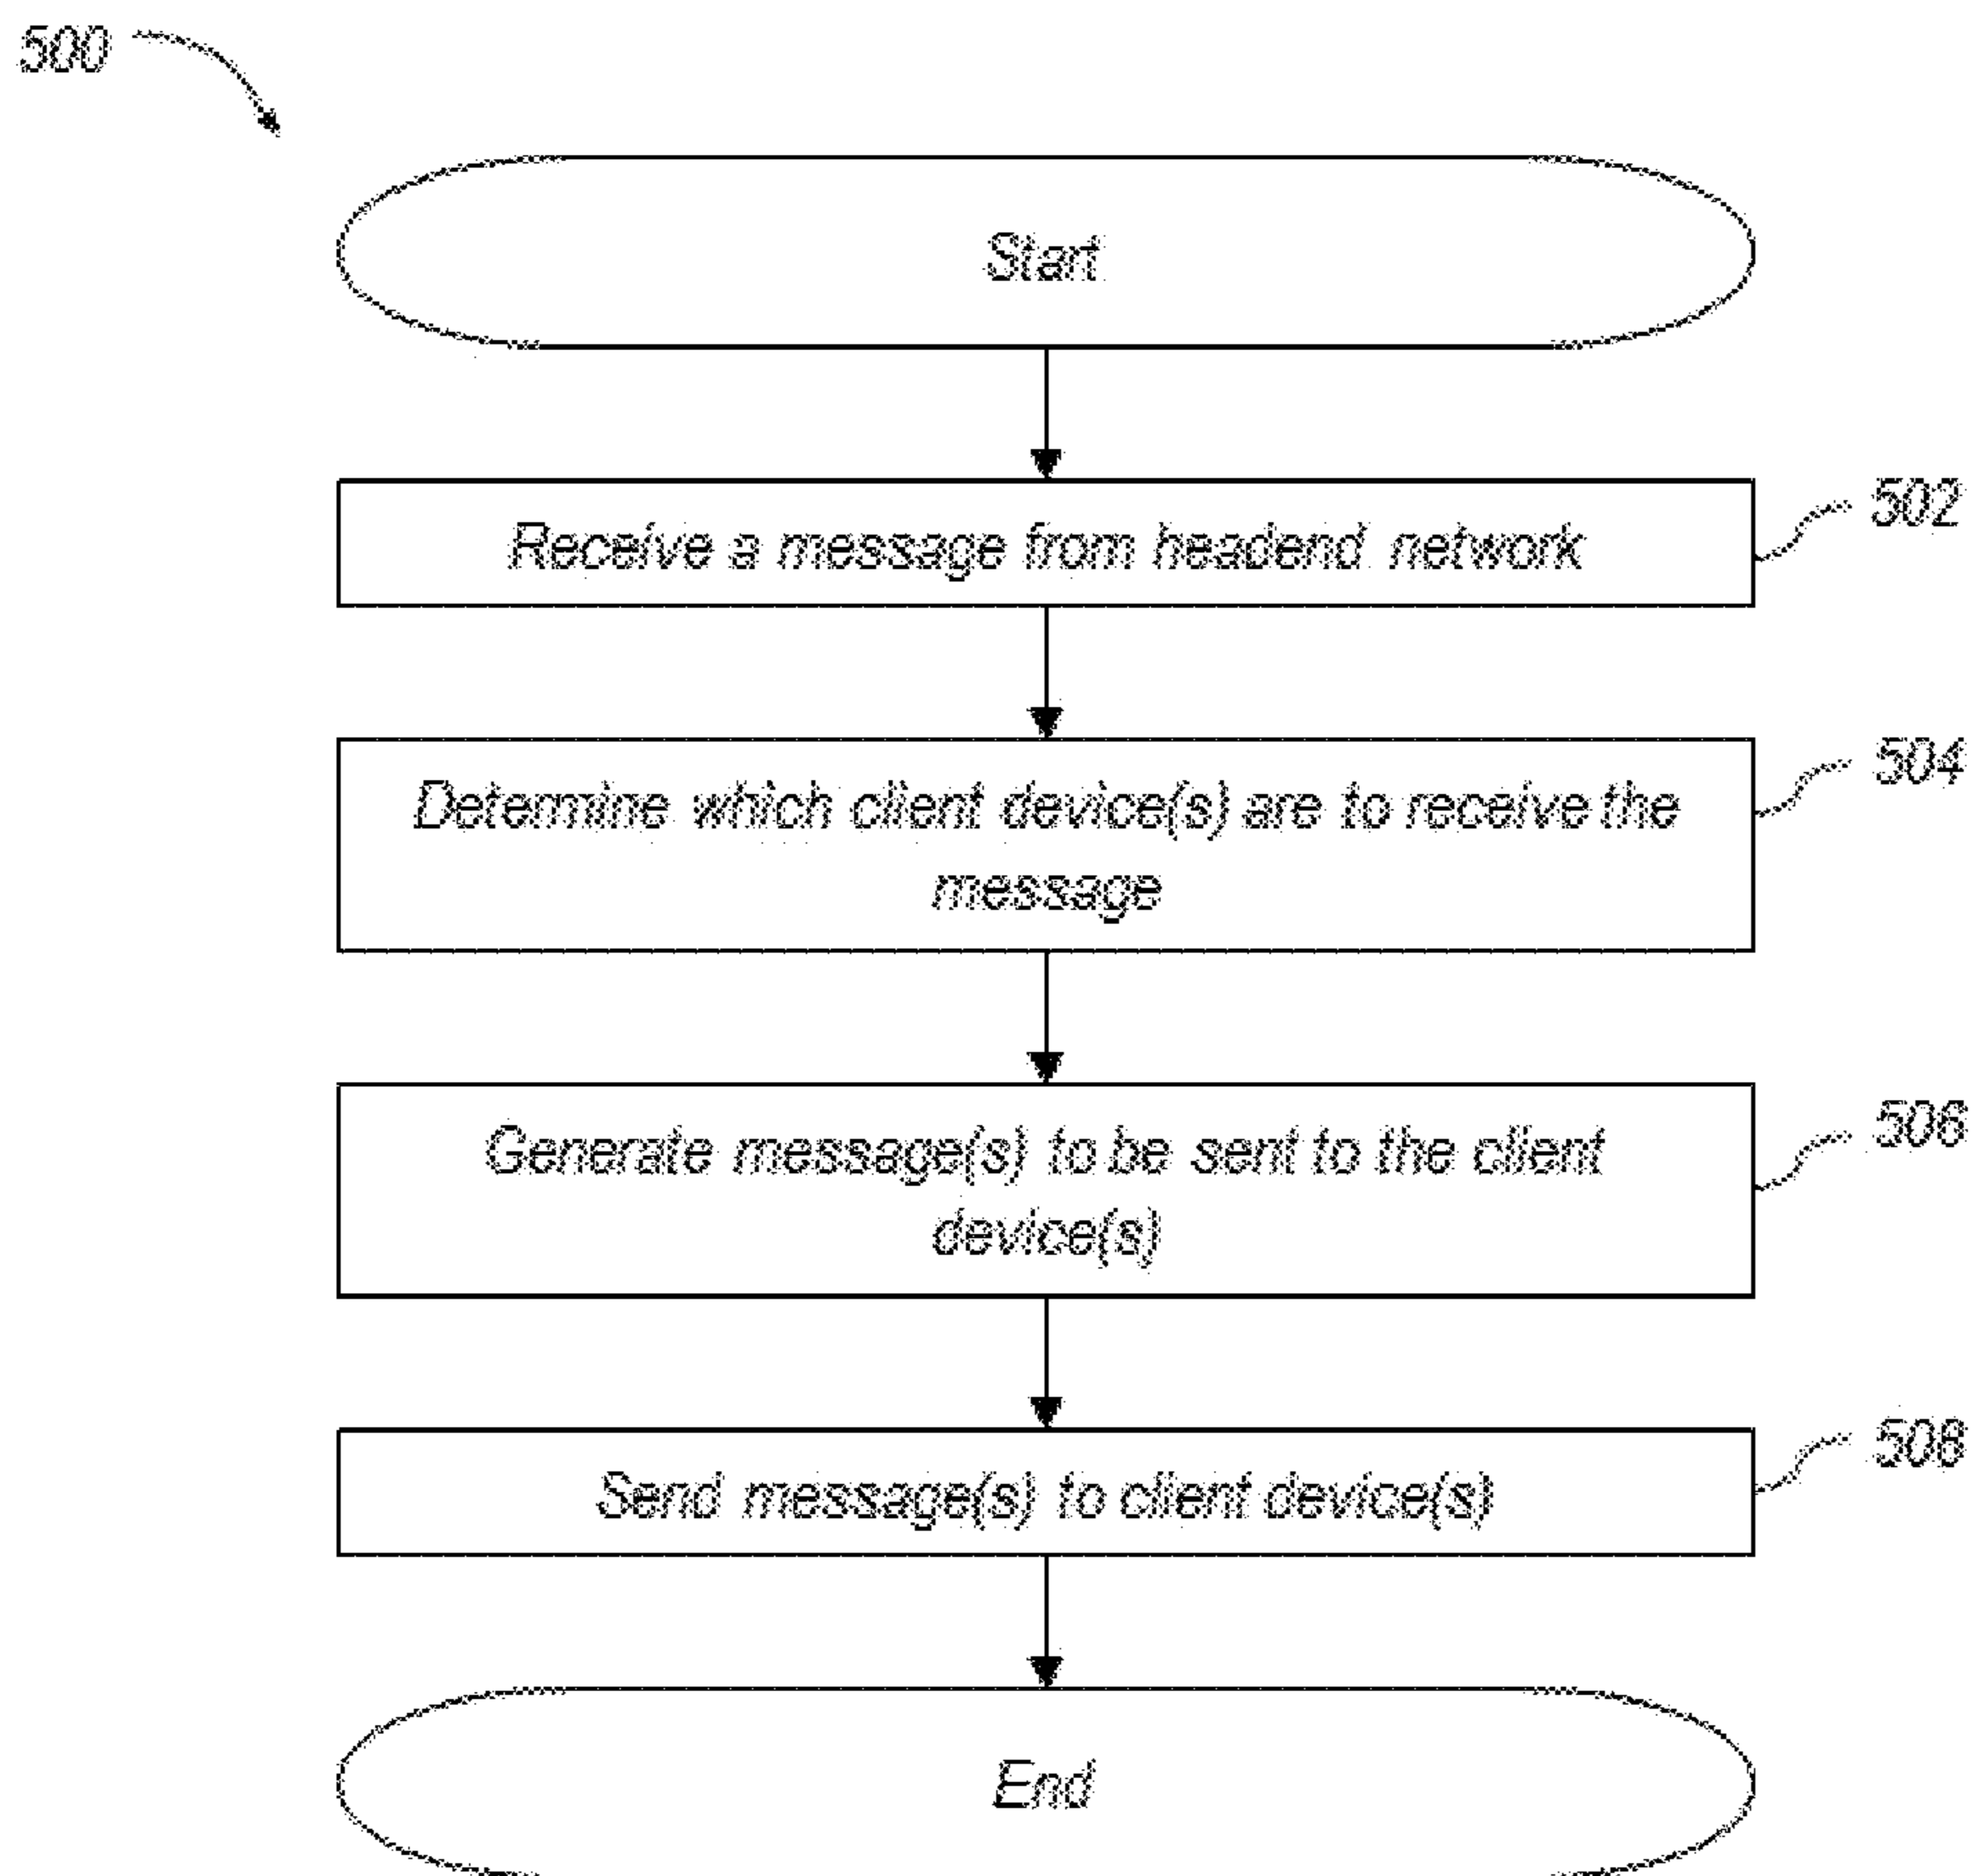 500
Start
Receive a message from headend network
502
Determine which client device(s) are to receive the
message
504
Generate message(s) to be sent to the client
device(s)
506
Send message(s) to client device(s)
508
End